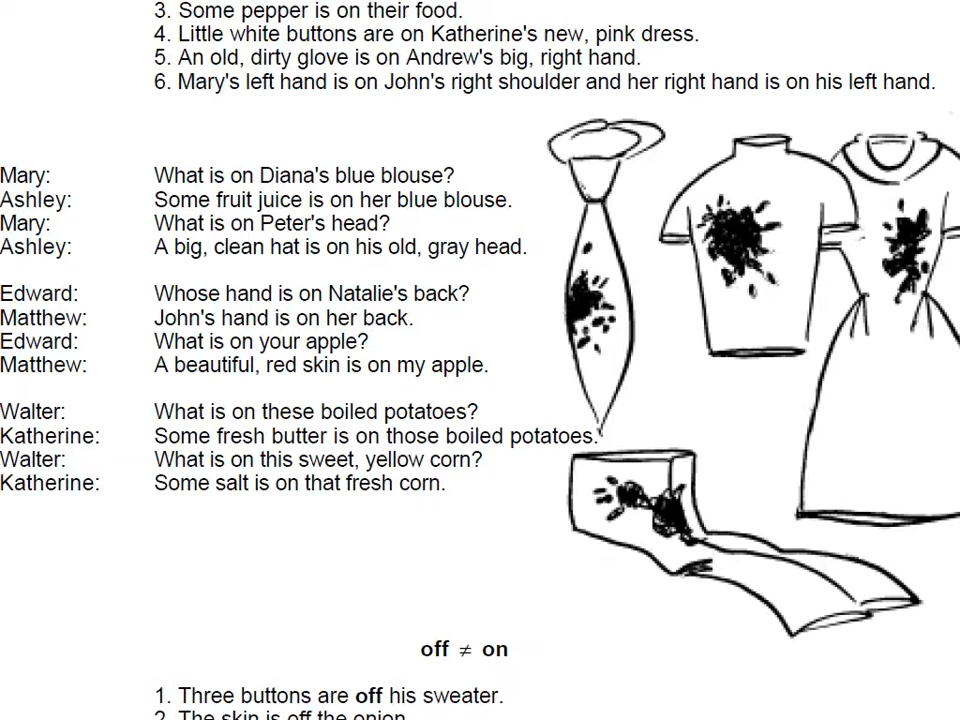 3. Some pepper is on their food.
4. Little white buttons are on Katherine's new, pink dress.
5. An old, dirty glove is on Andrew's big, right hand.
6. Mary's left hand is on John's right shoulder and her right hand is on his left hand.
Mary: What is on Diana's blue blouse?
Ashley: Some fruit juice is on her blue blouse.
Mary: What is on Peter's head?
Ashley: A big, clean hat is on his old, gray head.
Edward: Whose hand is on Natalie's back?
Matthew: John's hand is on her back.
Edward: What is on your apple?
Matthew: A beautiful, red skin is on my apple.
Walter: What is on these boiled potatoes?
Katherine: Some fresh butter is on those boiled potatoes.
Walter: What is on this sweet, yellow corn?
Katherine: Some salt is on that fresh corn.
off ≠ on
1. Three buttons are off his sweater.
2. The skin is off the onion.